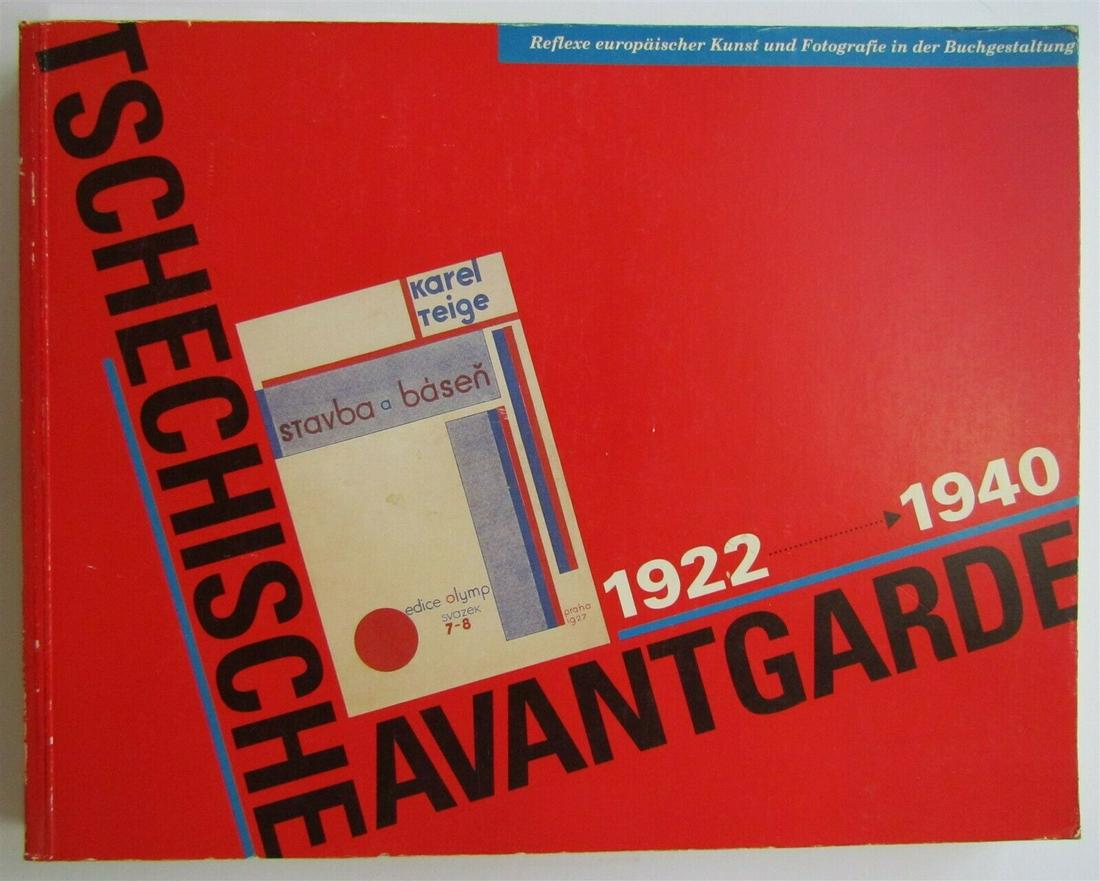 Reflexe europäischer Kunst und Fotografie in der Buchgestaltung
TSCHECHISCHE
AVANTGARDE
1922
1940
Karel
Teige
STavba a báseň
edice olymp
svazek
7-8
praha
1927